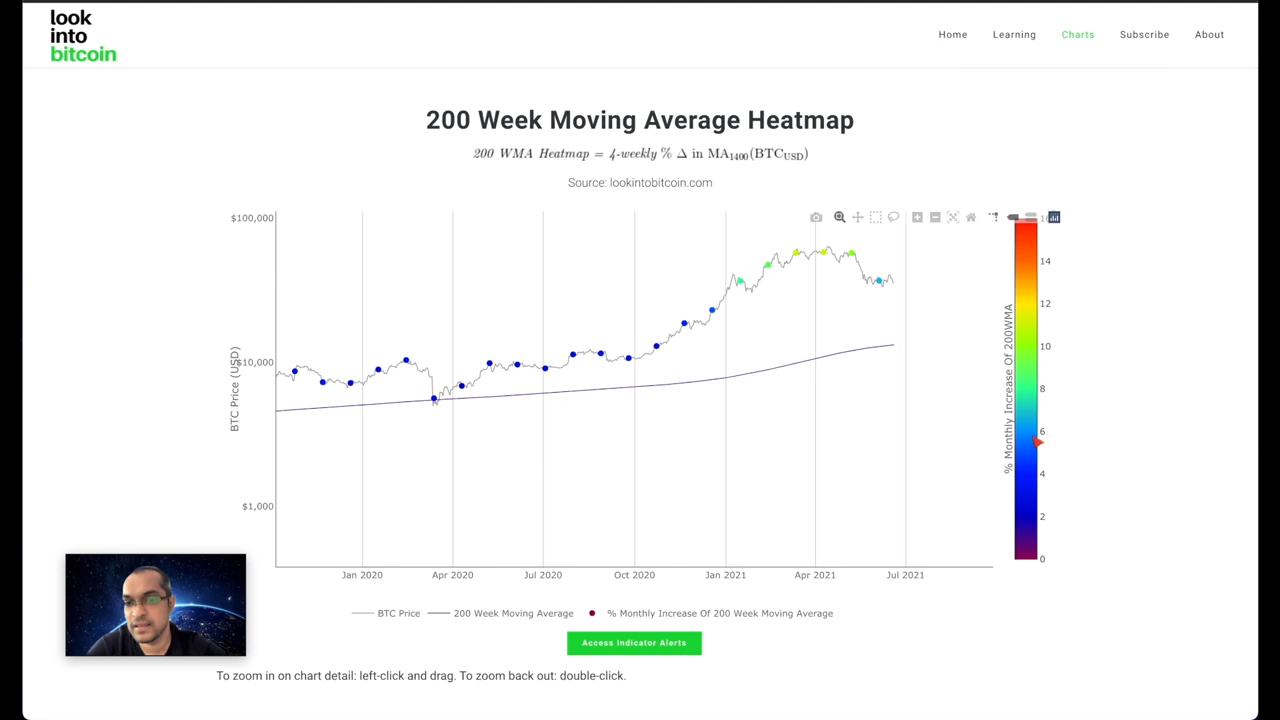 look
into
bitcoin
Home Learning Charts Subscribe About
200 Week Moving Average Heatmap
200 WMA Heatmap = 4-weekly % Δ in MA1400(BTCUSD)
Source: lookintobitcoin.com
$100,000
$10,000
$1,000
BTC Price (USD)
Jan 2020 Apr 2020 Jul 2020 Oct 2020 Jan 2021 Apr 2021 Jul 2021
% Monthly Increase Of 200WMA
14
12
10
8
6
4
2
0
BTC Price 200 Week Moving Average % Monthly Increase Of 200 Week Moving Average
Access Indicator Alerts
To zoom in on chart detail: left-click and drag. To zoom back out: double-click.